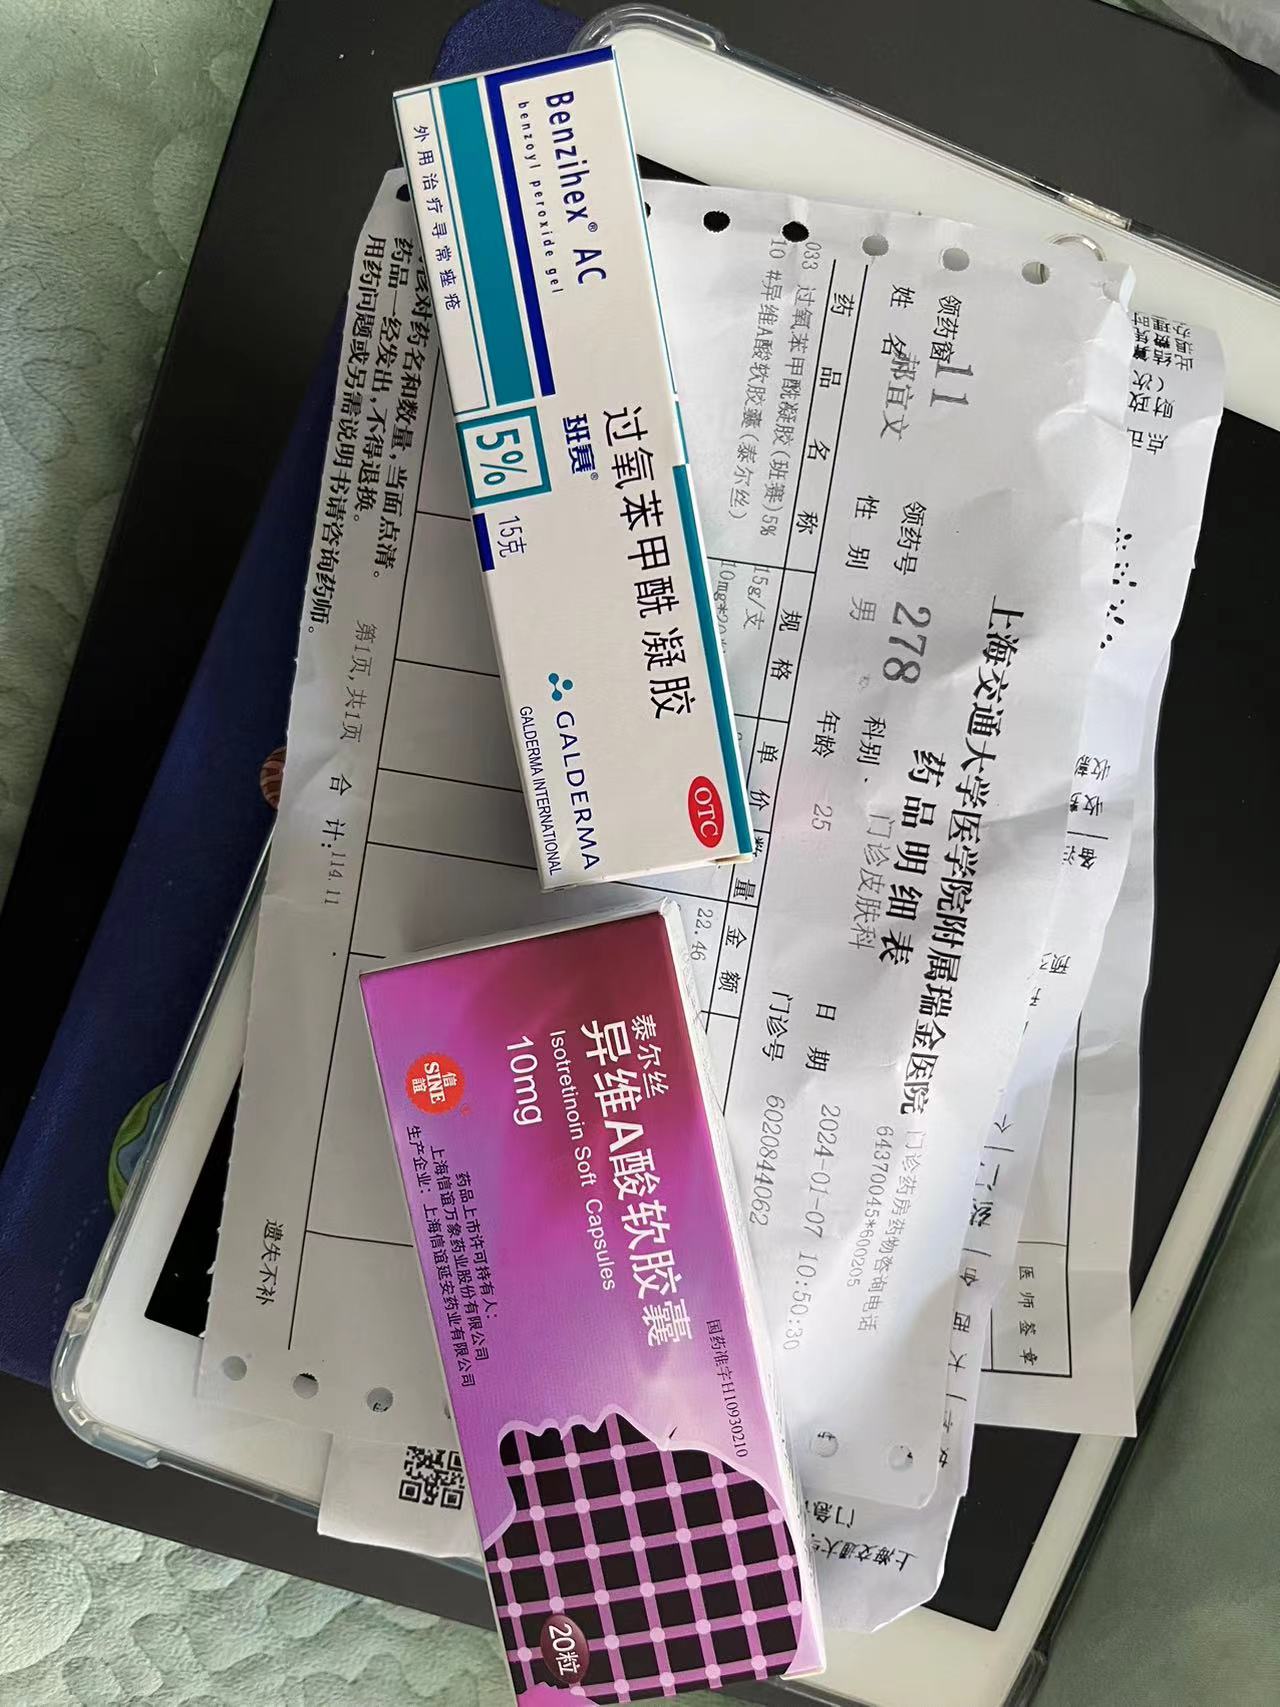 Benzihex® AC
benzoyl peroxide gel
外用治疗寻常痤疮
过氧苯甲酰凝胶
班赛®
5%
15克
GALDERMA
GALDERMA INTERNATIONAL
OTC
泰尔丝
异维A酸软胶囊
Isotretinoin Soft Capsules
10mg
信谊
SINE
药品上市许可持有人:
上海信谊万象药业股份有限公司
生产企业:上海信谊延安药业有限公司
国药准字H10930210
20粒
上海交通大学医学院附属瑞金医院
门诊药房药物咨询电话
64370045*600205
药品明细表
领药窗 11
领药号 278
日期 2024-01-07 10:50:30
姓名 郝宜文
性别 男
年龄 25
科别、门诊皮肤科
门诊号 6020844062
药品名称
规格
单价
数量
金额
033 过氧苯甲酰凝胶(班赛)5%
15g/支
22.46
10 #异维A酸软胶囊(泰尔丝)
第1页,共1页
合计:114.11
核对药名和数量,当面点清。
药品一经发出,不得退换。
用药问题或另需说明书请咨询药师。
遗失不补
医师签章